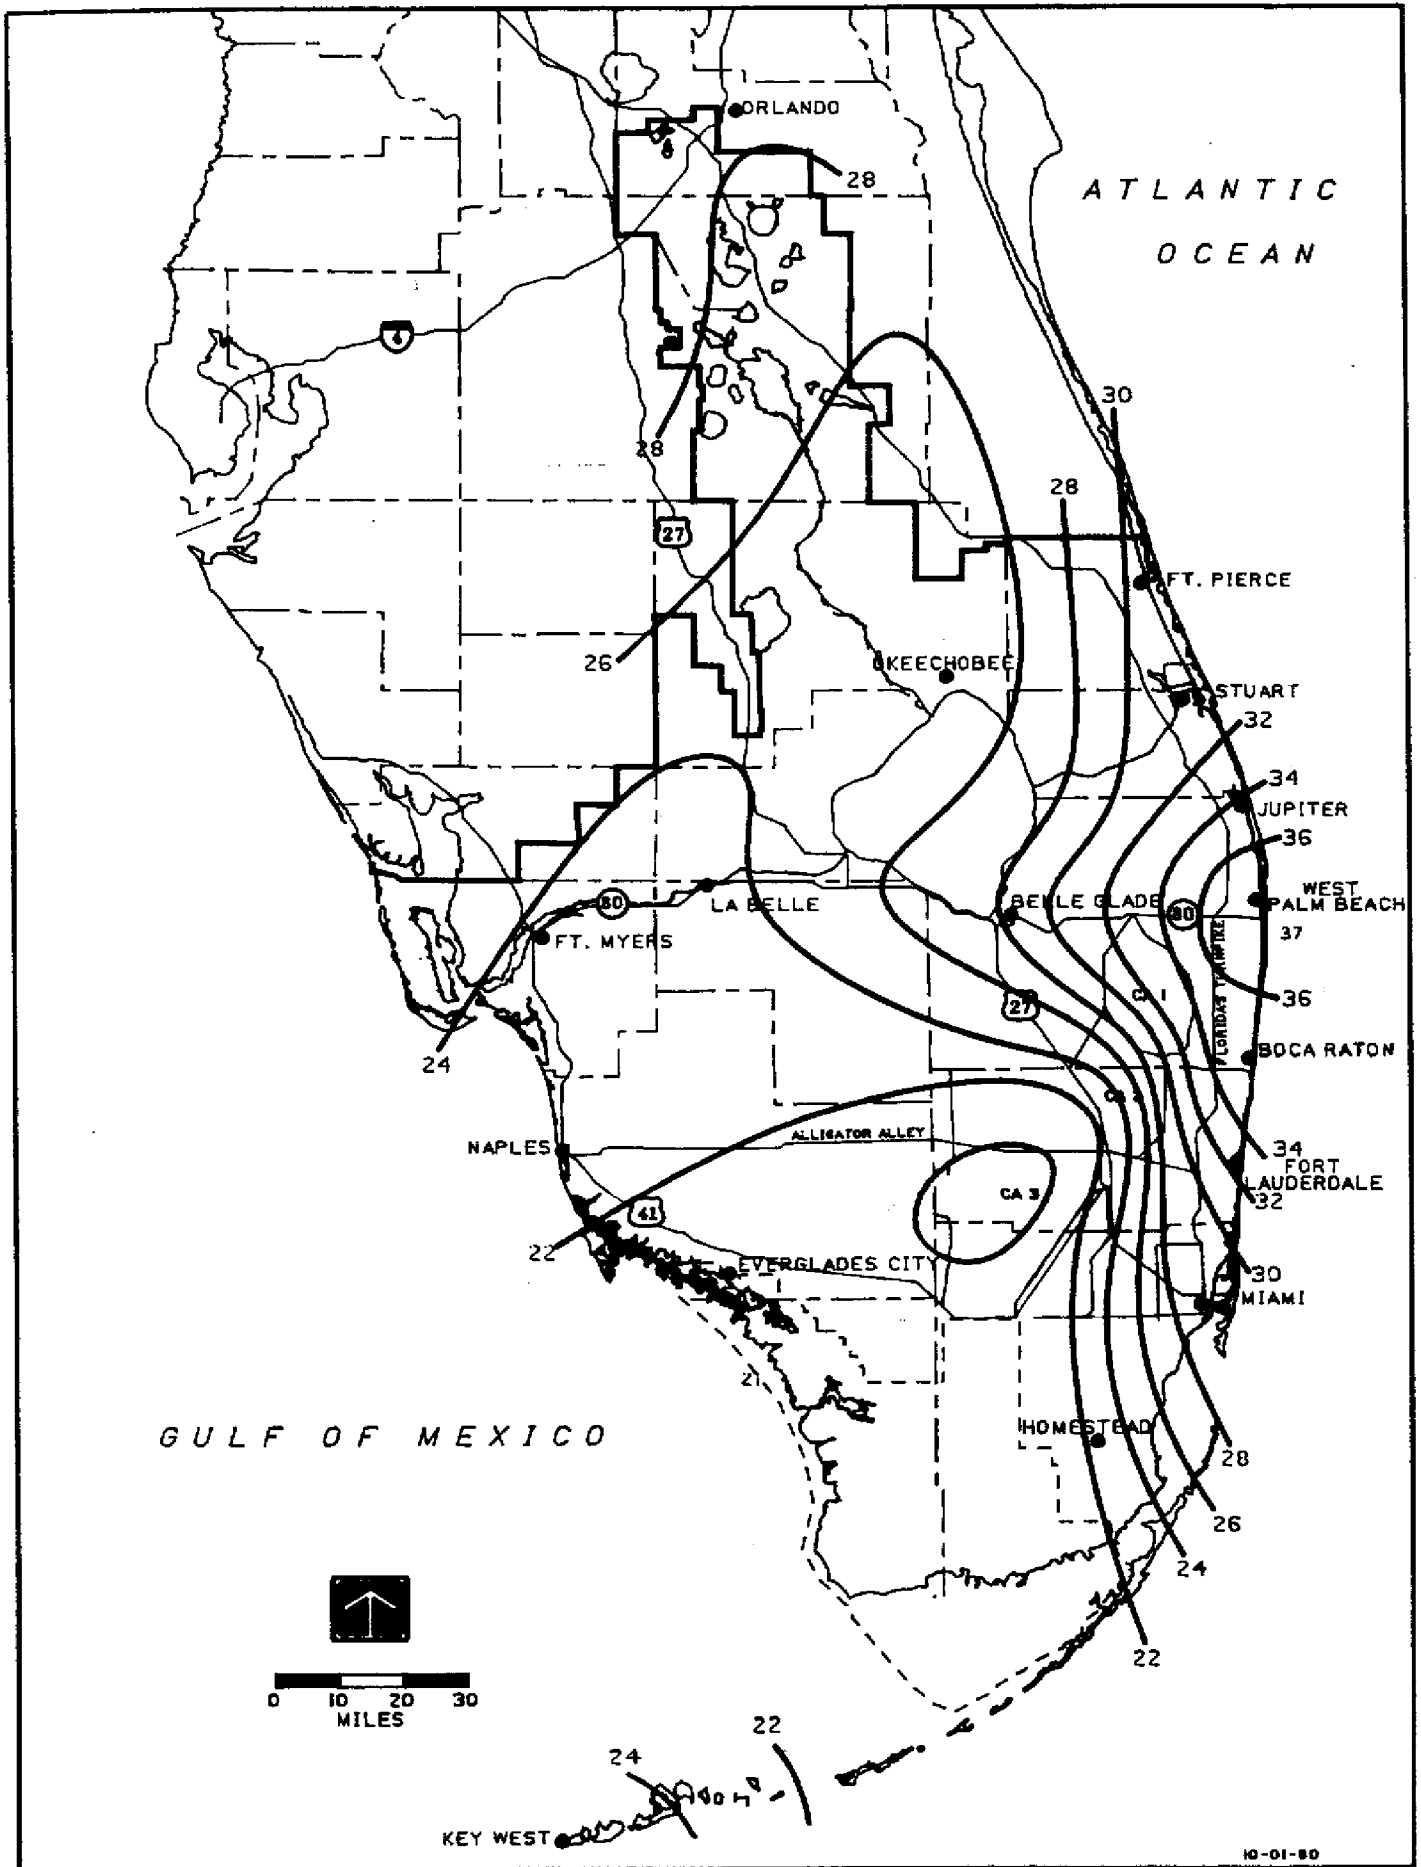 ORLANDO
28
ATLANTIC
OCEAN
4
30
28
28
27
FT. PIERCE
26
OKEECHOBEE
STUART
32
34
JUPITER
36
LA BELLE
80
BELLE GLADE
80
WEST
PALM BEACH
37
FT. MYERS
27
CA 1
36
24
BOCA RATON
CA 2
NAPLES
ALLIGATOR ALLEY
34
FORT
LAUDERDALE
32
CA 3
41
22
EVERGLADES CITY
30
MIAMI
21
GULF OF MEXICO
HOMESTEAD
28
26
24
22
0 10 20 30
MILES
22
24
KEY WEST
10-01-80